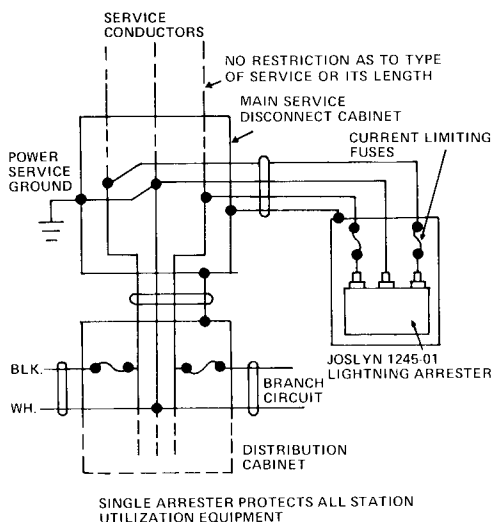 SERVICE
CONDUCTORS
NO RESTRICTION AS TO TYPE
OF SERVICE OR ITS LENGTH
MAIN SERVICE
DISCONNECT CABINET
CURRENT LIMITING
FUSES
POWER
SERVICE
GROUND
JOSLYN 1245-01
LIGHTNING ARRESTER
BLK.
BRANCH
CIRCUIT
WH.
DISTRIBUTION
CABINET
SINGLE ARRESTER PROTECTS ALL STATION
UTILIZATION EQUIPMENT